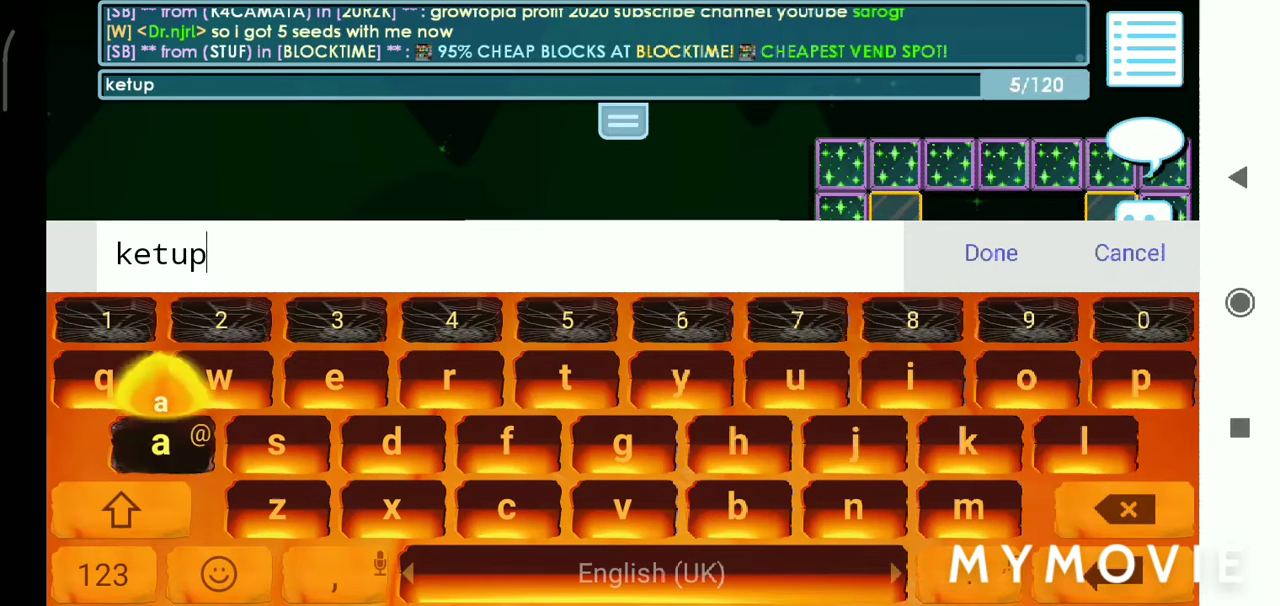 [SB] ** from (K4CAMATA) in [2URZK] ** : growtopia profit 2020 subscribe channel youtube sarogf
[W] <Dr.njrl> so i got 5 seeds with me now
[SB] ** from (STUF) in [BLOCKTIME] ** : 95% CHEAP BLOCKS AT BLOCKTIME! CHEAPEST VEND SPOT!
ketup 5/120
ketup Done Cancel
1 2 3 4 5 6 7 8 9 0
q w e r t y u i o p
a
a @ s d f g h j k l
z x c v b n m
123 , English (UK) .
MYMOVIE